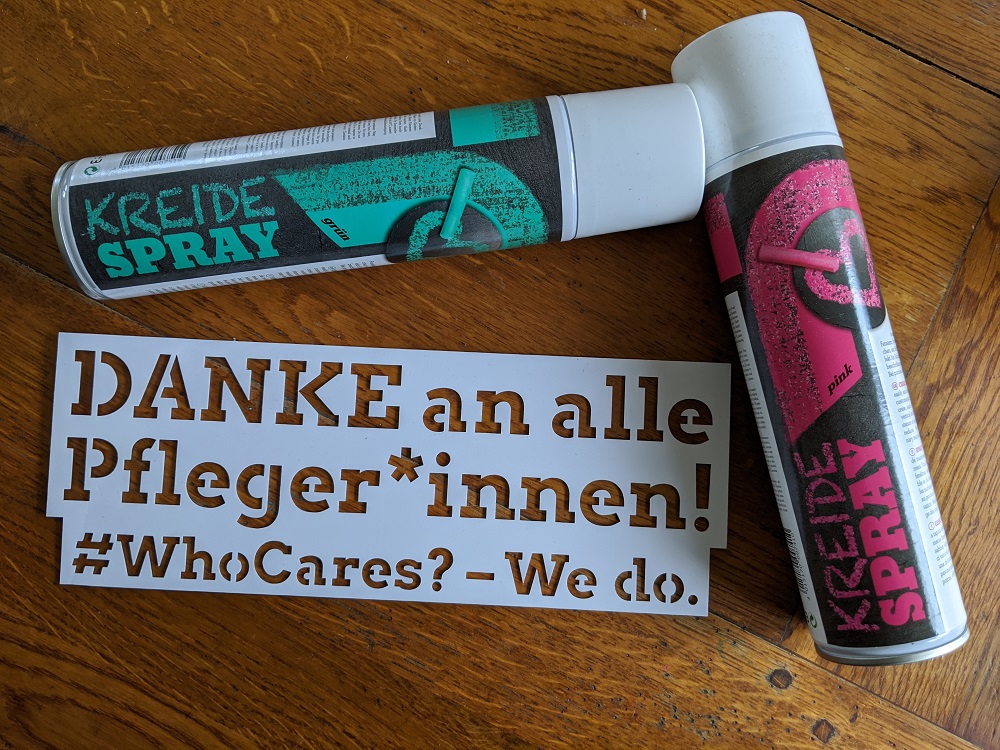 KREIDE
SPRAY
grün
pink
KREIDE
SPRAY
DANKE an alle
Pfleger*innen!
#WhoCares? – We do.